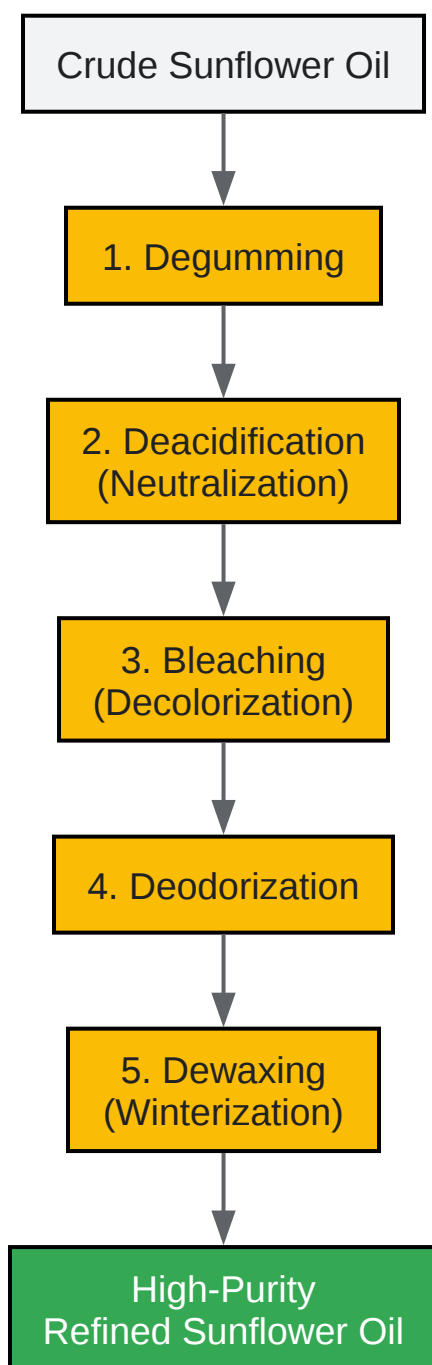 Crude Sunflower Oil
1. Degumming
2. Deacidification
(Neutralization)
3. Bleaching
(Decolorization)
4. Deodorization
5. Dewaxing
(Winterization)
High-Purity
Refined Sunflower Oil